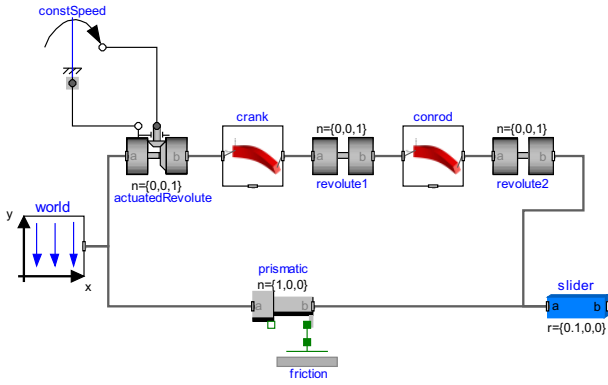 constSpeed
crank
conrod
n={0,0,1}
n={0,0,1}
a b
a b
a b
n={0,0,1}
actuatedRevolute
revolute1
revolute2
world
y
x
prismatic
n={1,0,0}
a b
slider
a b
r={0.1,0,0}
friction